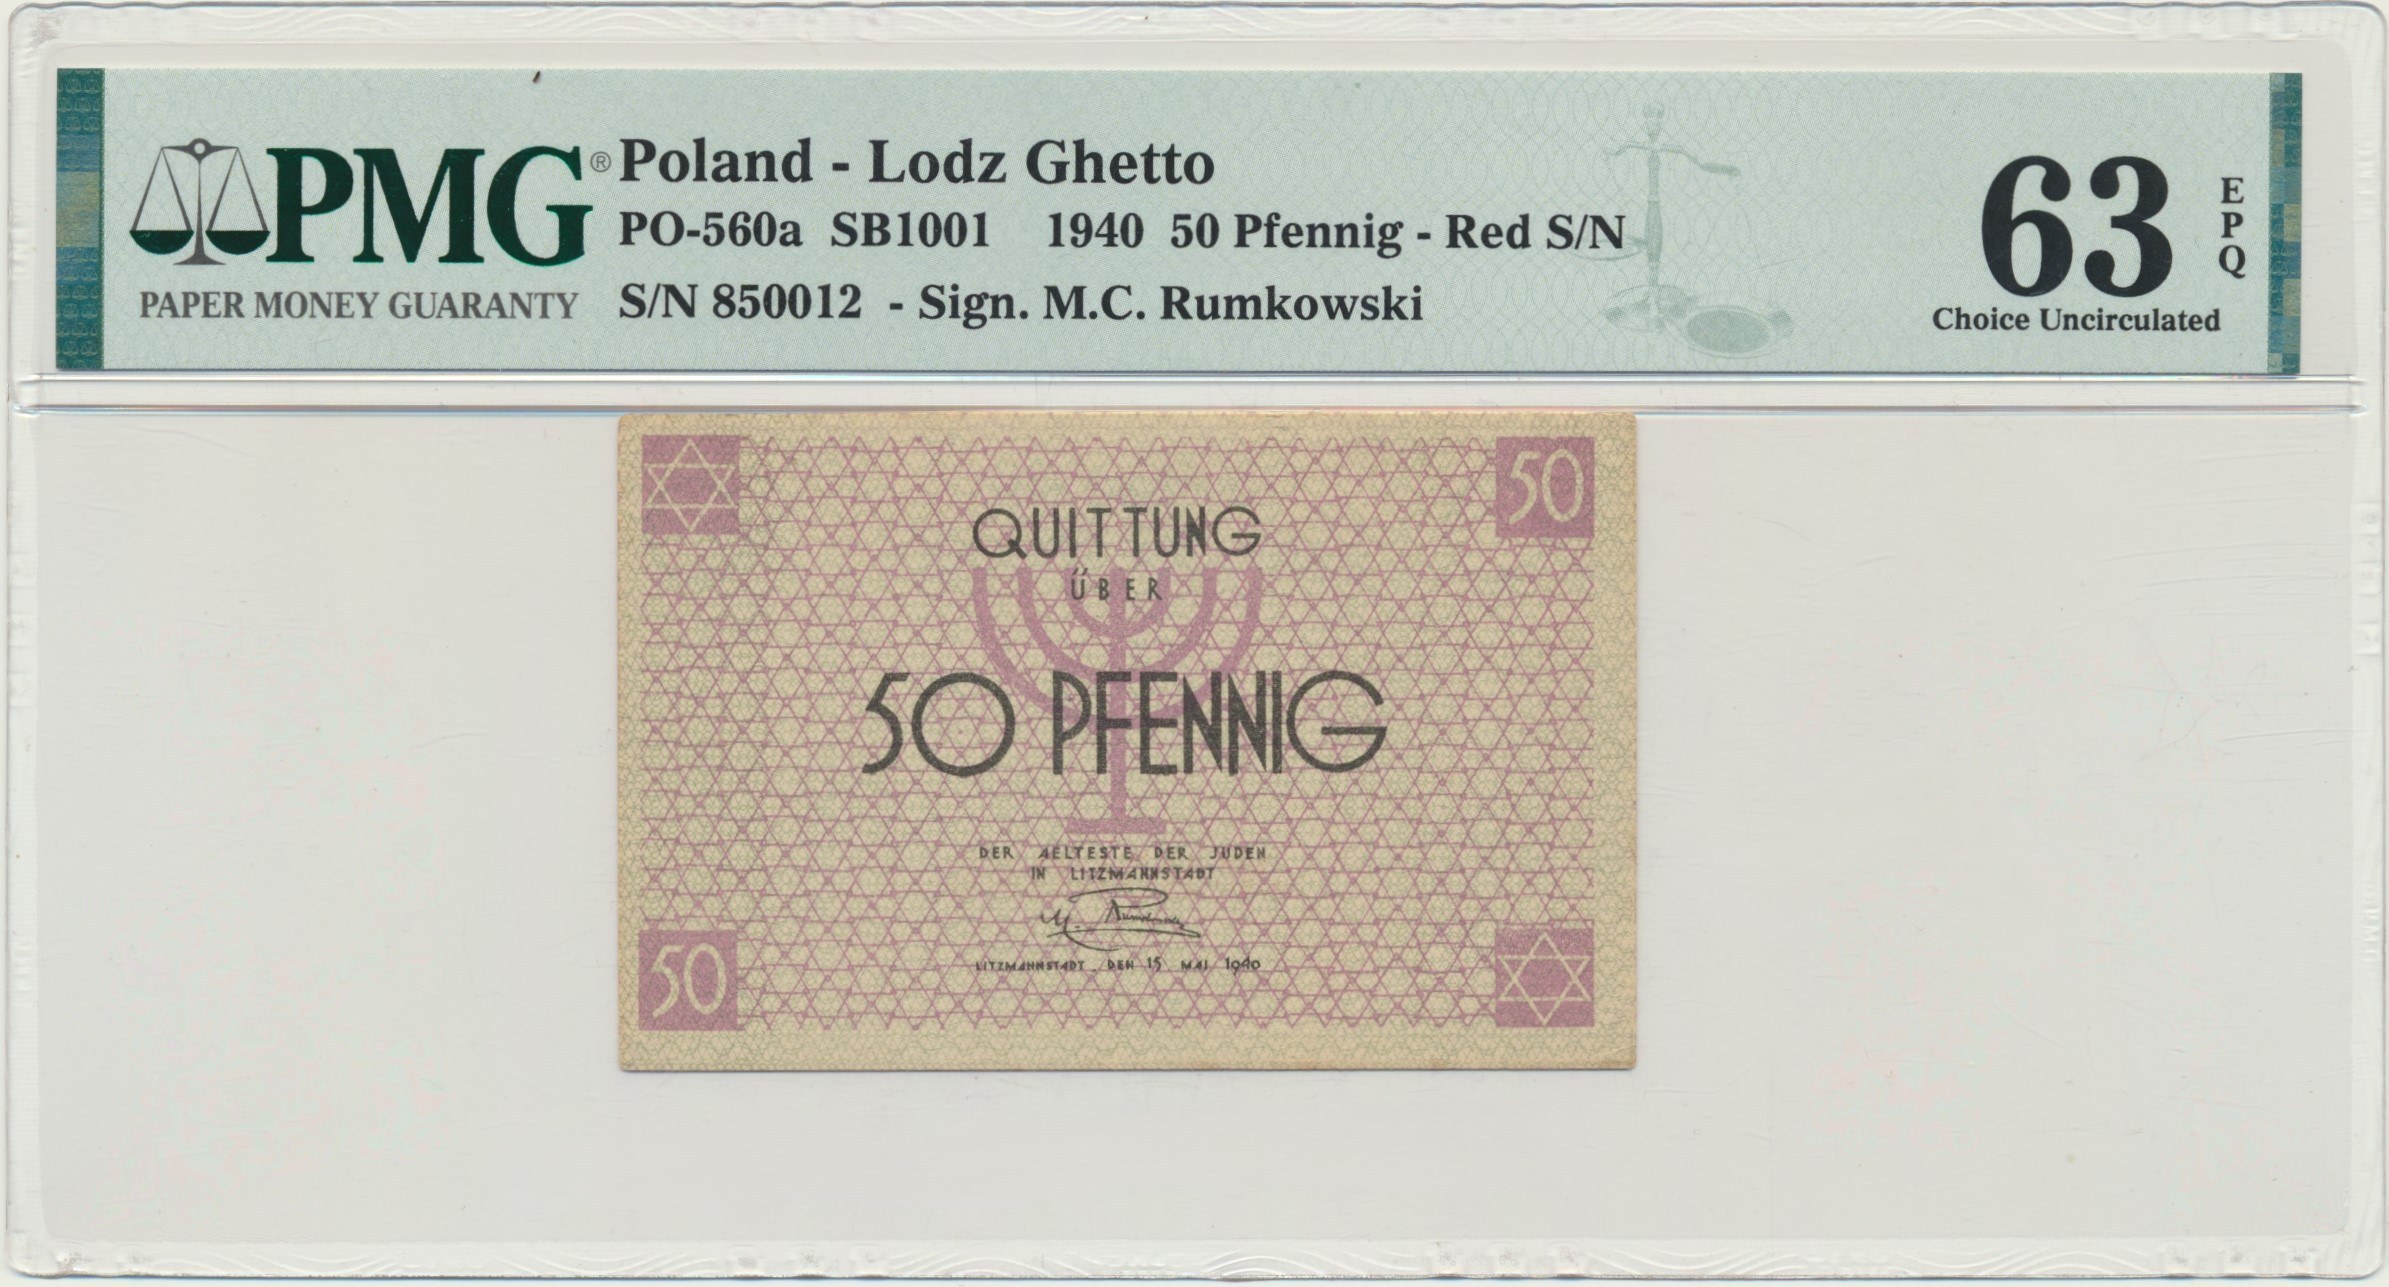 PMG®
PAPER MONEY GUARANTY
Poland - Lodz Ghetto
PO-560a SB1001 1940 50 Pfennig - Red S/N
S/N 850012 - Sign. M.C. Rumkowski
63
EPQ
Choice Uncirculated
50
QUITTUNG
ÜBER
50 PFENNIG
DER AELTESTE DER JUDEN
IN LITZMANNSTADT
M. Rumkowski
LITZMANNSTADT, DEN 15 MAI 1940
50